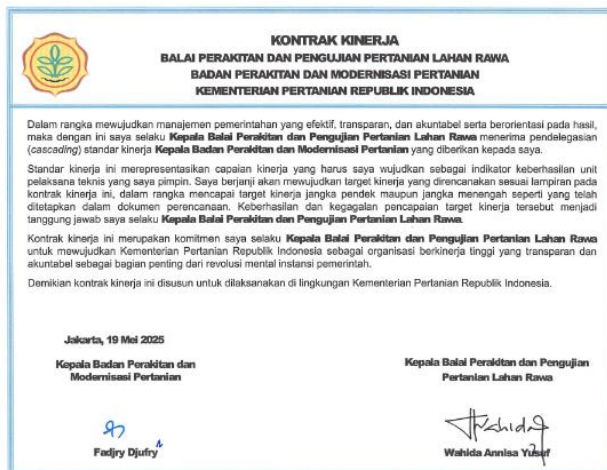 KONTRAK KINERJA
BALAI PERAKITAN DAN PENGUJIAN PERTANIAN LAHAN RAWA
BADAN PERAKITAN DAN MODERNISASI PERTANIAN
KEMENTERIAN PERTANIAN REPUBLIK INDONESIA
Dalam rangka mewujudkan manajemen pemerintahan yang efektif, transparan, dan akuntabel serta berorientasi pada hasil,
maka dengan ini saya selaku Kepala Balai Perakitan dan Pengujian Pertanian Lahan Rawa menerima pendelegasian
(cascading) standar kinerja Kepala Badan Perakitan dan Modernisasi Pertanian yang diberikan kepada saya.
Standar kinerja ini merepresentasikan capaian kinerja yang harus saya wujudkan sebagai indikator keberhasilan unit
pelaksana teknis yang saya pimpin. Saya berjanji akan mewujudkan target kinerja yang direncanakan sesuai lampiran pada
kontrak kinerja ini, dalam rangka mencapai target kinerja jangka pendek maupun jangka menengah seperti yang telah
ditetapkan dalam dokumen perencanaan. Keberhasilan dan kegagalan pencapaian target kinerja tersebut menjadi
tanggung jawab saya selaku Kepala Balai Perakitan dan Pengujian Pertanian Lahan Rawa.
Kontrak kinerja ini merupakan komitmen saya selaku Kepala Balai Perakitan dan Pengujian Pertanian Lahan Rawa
untuk mewujudkan Kementerian Pertanian Republik Indonesia sebagai organisasi berkinerja tinggi yang transparan dan
akuntabel sebagai bagian penting dari revolusi mental instansi pemerintah.
Demikian kontrak kinerja ini disusun untuk dilaksanakan di lingkungan Kementerian Pertanian Republik Indonesia.
Jakarta, 19 Mei 2025
Kepala Badan Perakitan dan
Modernisasi Pertanian
Kepala Balai Perakitan dan Pengujian
Pertanian Lahan Rawa
Fadjry Djufry
Wahida Annisa Yusuf